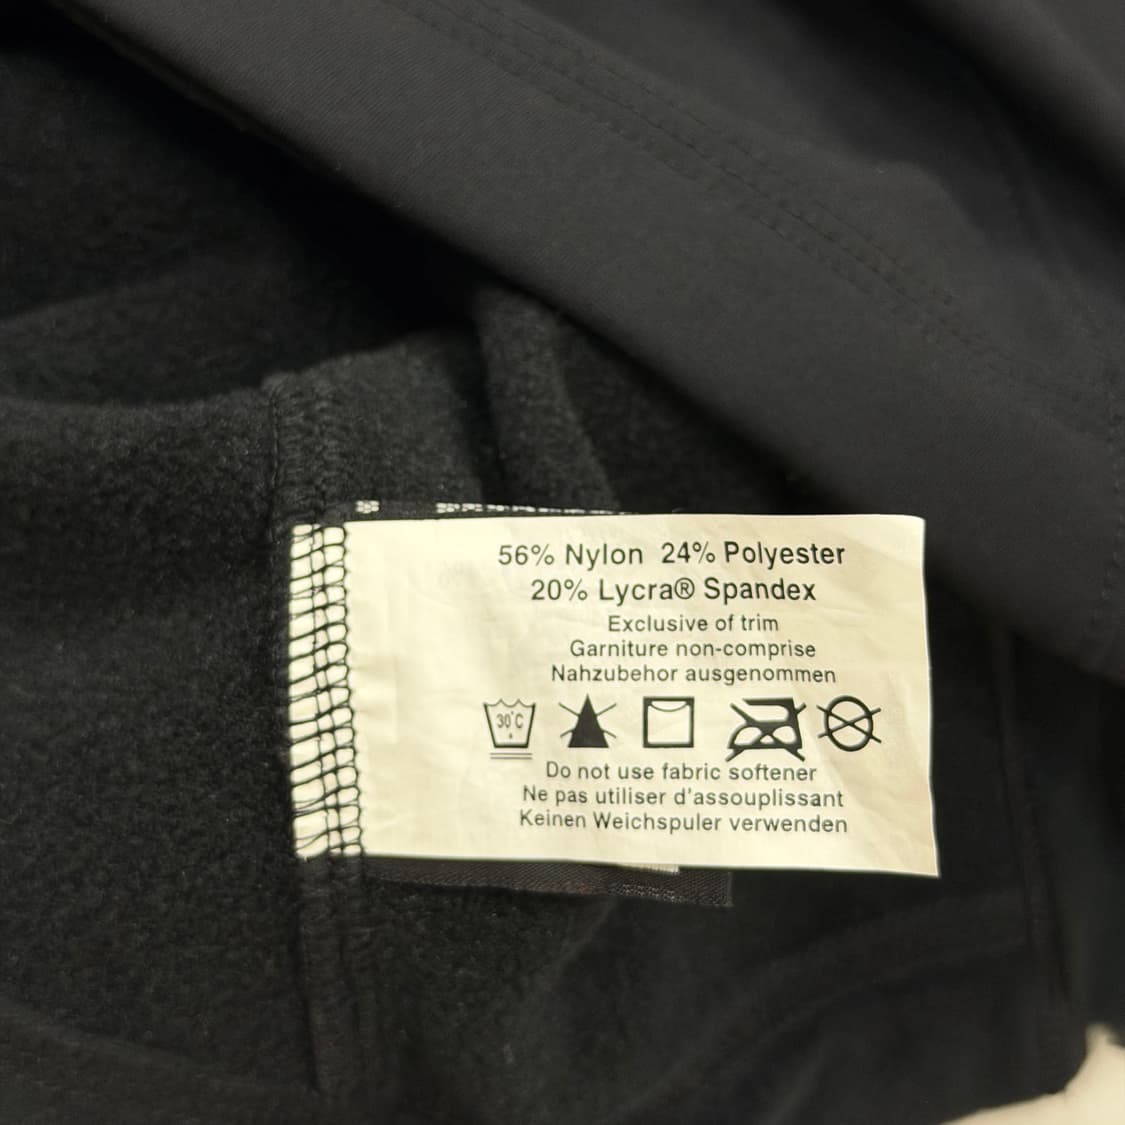 56% Nylon 24% Polyester
20% Lycra® Spandex
Exclusive of trim
Garniture non-comprise
Nahzubehor ausgenommen
30°C
Do not use fabric softener
Ne pas utiliser d'assouplissant
Keinen Weichspuler verwenden